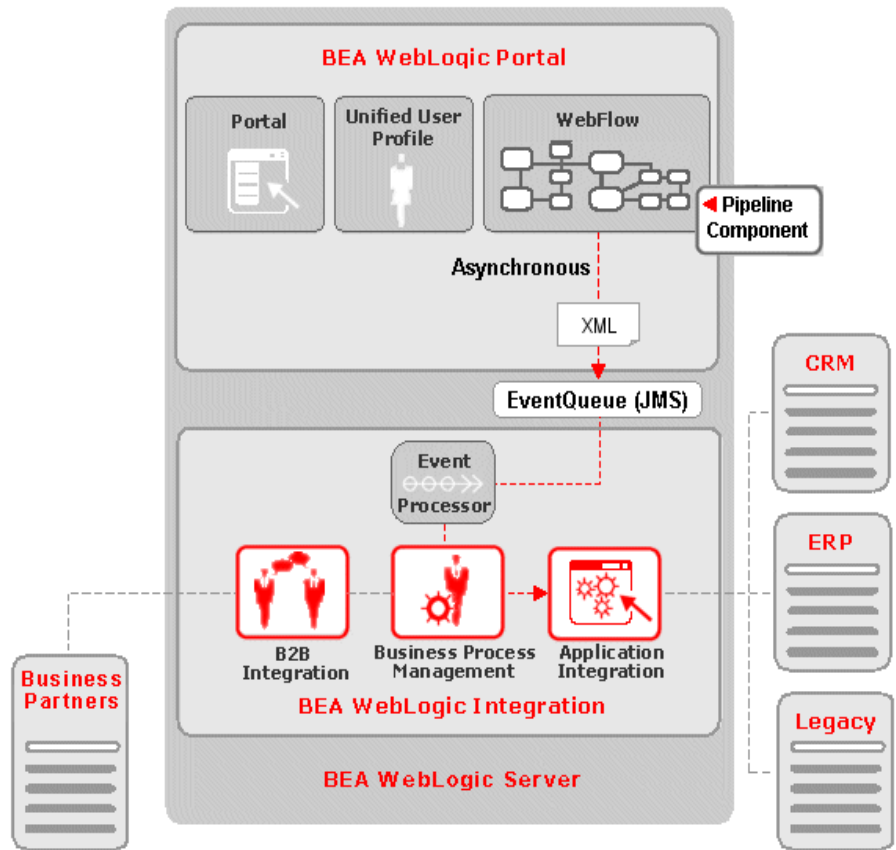 BEA WebLogic Portal
Portal
Unified User
Profile
WebFlow
Pipeline
Component
Asynchronous
XML
EventQueue (JMS)
CRM
Event
Processor
ERP
B2B
Integration
Business Process
Management
Application
Integration
Business
Partners
BEA WebLogic Integration
Legacy
BEA WebLogic Server